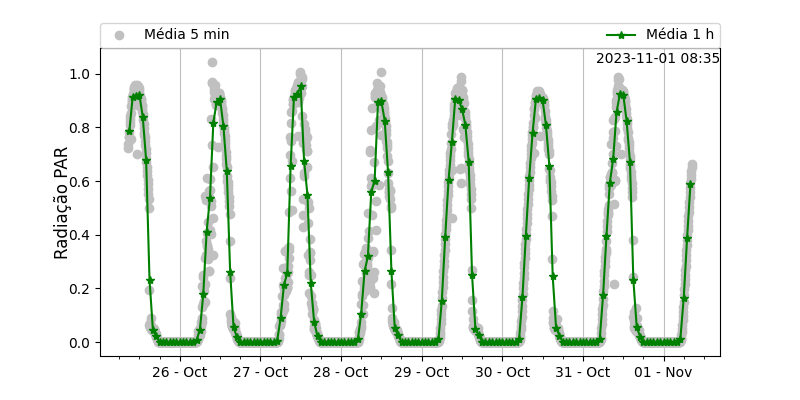 Média 5 min
Média 1 h
2023-11-01 08:35
Radiação PAR
1.0
0.8
0.6
0.4
0.2
0.0
26 - Oct
27 - Oct
28 - Oct
29 - Oct
30 - Oct
31 - Oct
01 - Nov